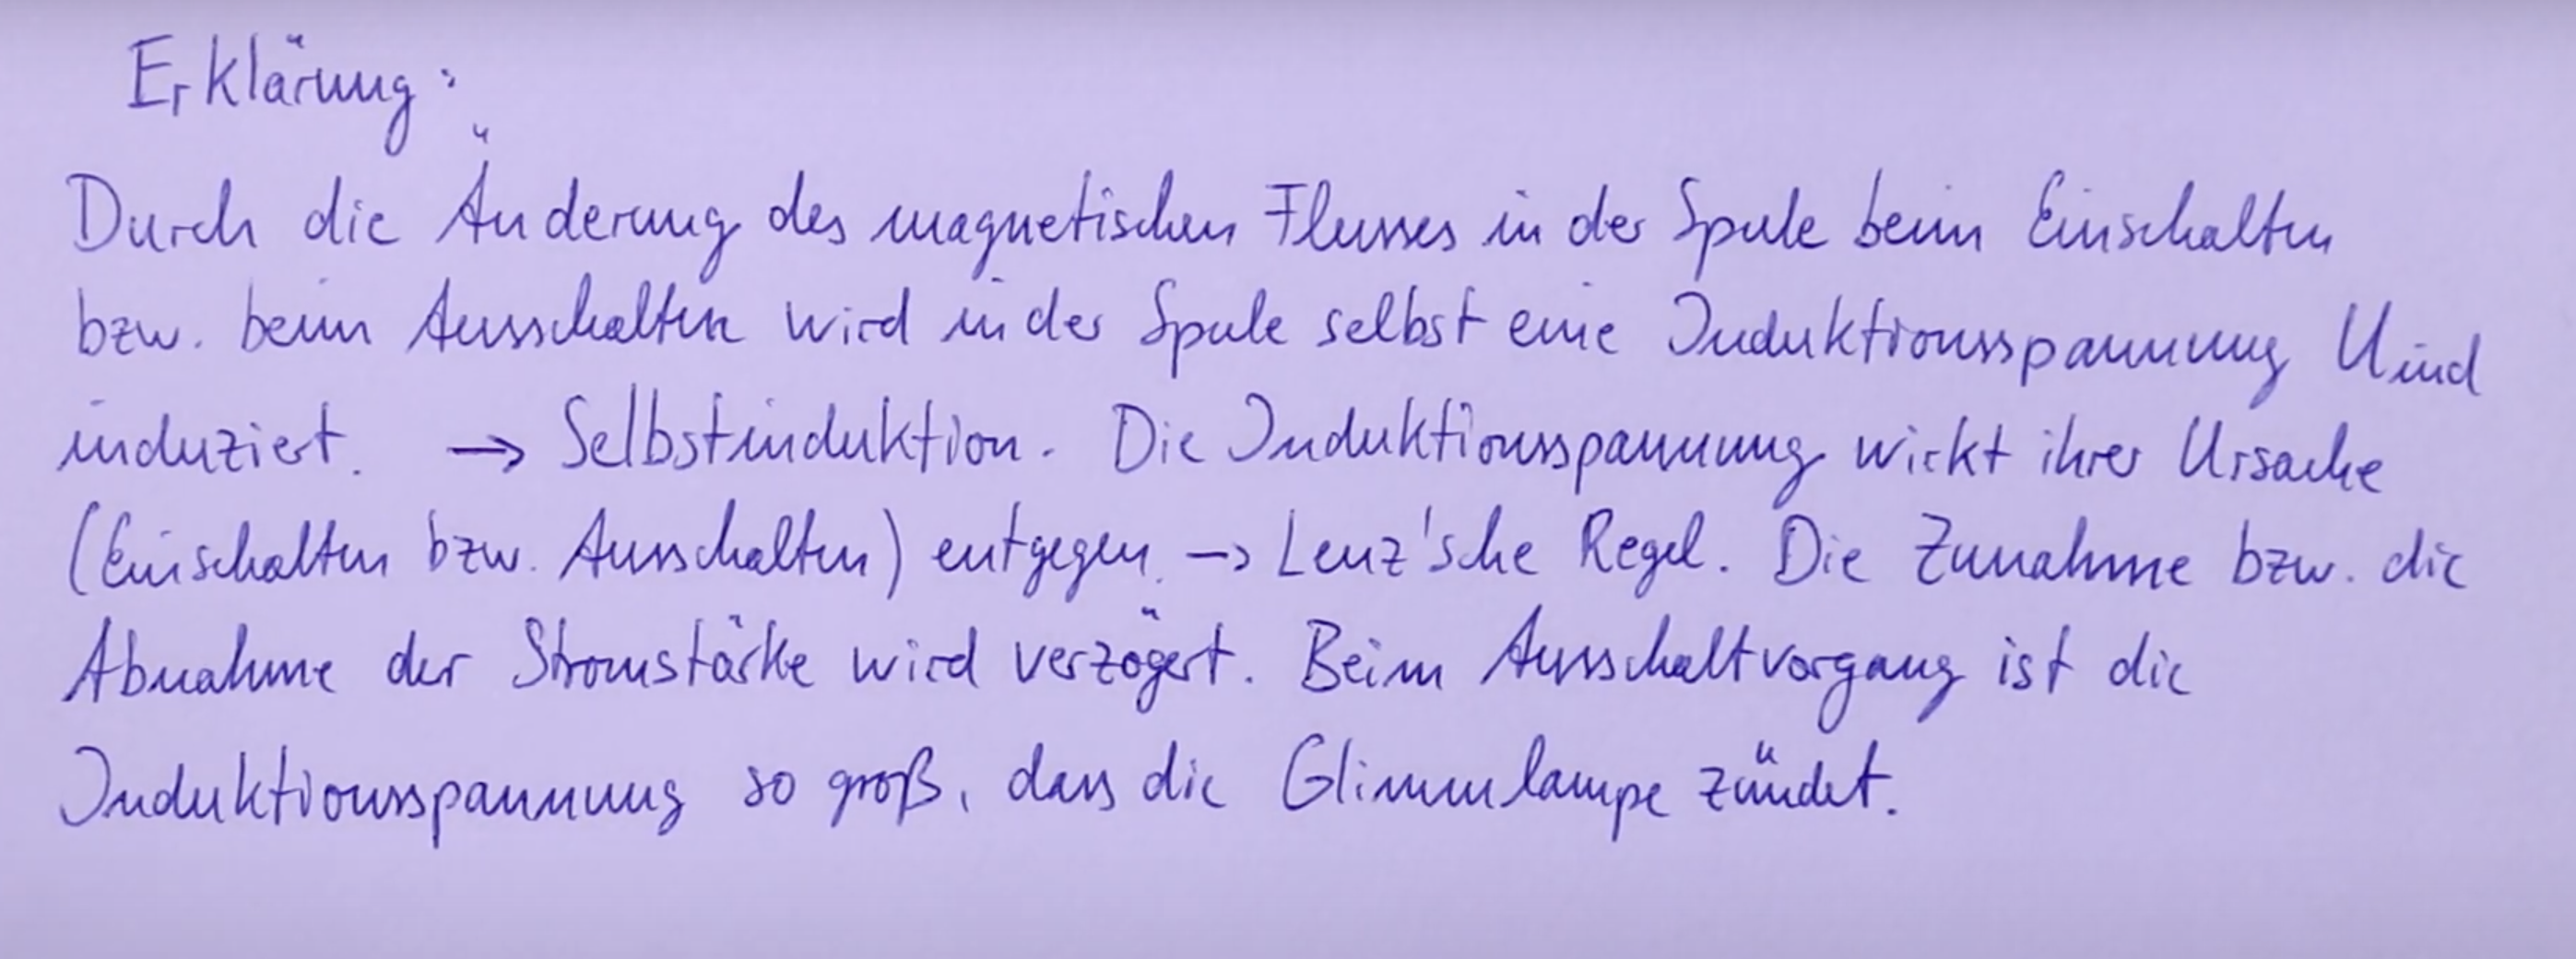 Erklärung:
Durch die Änderung des magnetischen Flusses in der Spule beim Einschalten
bzw. beim Ausschalten wird in der Spule selbst eine Induktionsspannung Uind
induziert. → Selbstinduktion. Die Induktionsspannung wirkt ihrer Ursache
(Einschalten bzw. Ausschalten) entgegen. → Lenz'sche Regel. Die Zunahme bzw. die
Abnahme der Stromstärke wird verzögert. Beim Ausschaltvorgang ist die
Induktionsspannung so groß, dass die Glimmlampe zündet.